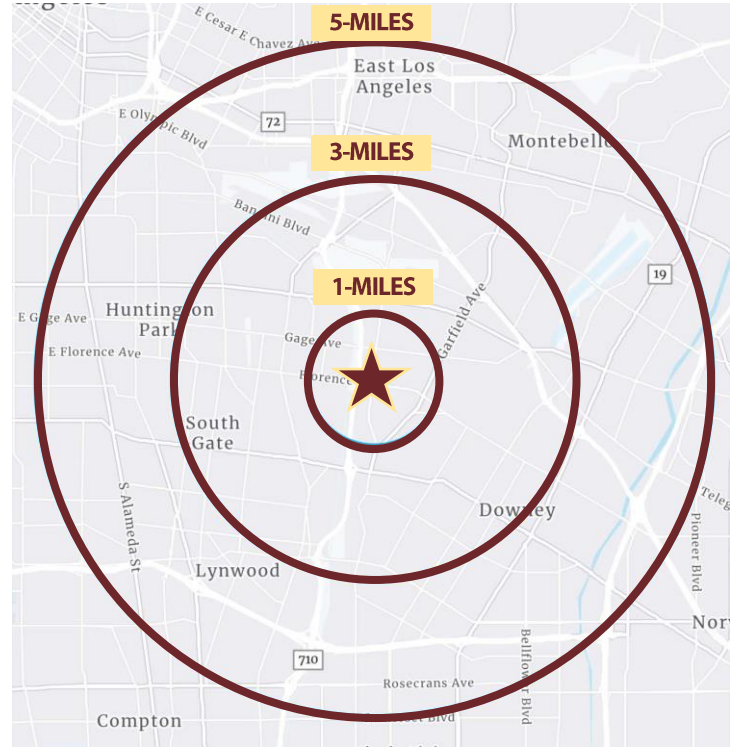 5-MILES
E Cesar E Chavez Ave
East Los
Angeles
E Olympic Blvd
72
Montebello
3-MILES
Bandini Blvd
19
1-MILES
Huntington
Park
E Gage Ave
Gage Ave
Garfield Ave
E Florence Ave
Florence
South
Gate
S Alameda St
Downey
Pioneer Blvd
Lynwood
710
Bellflower Blvd
Rosecrans Ave
Compton